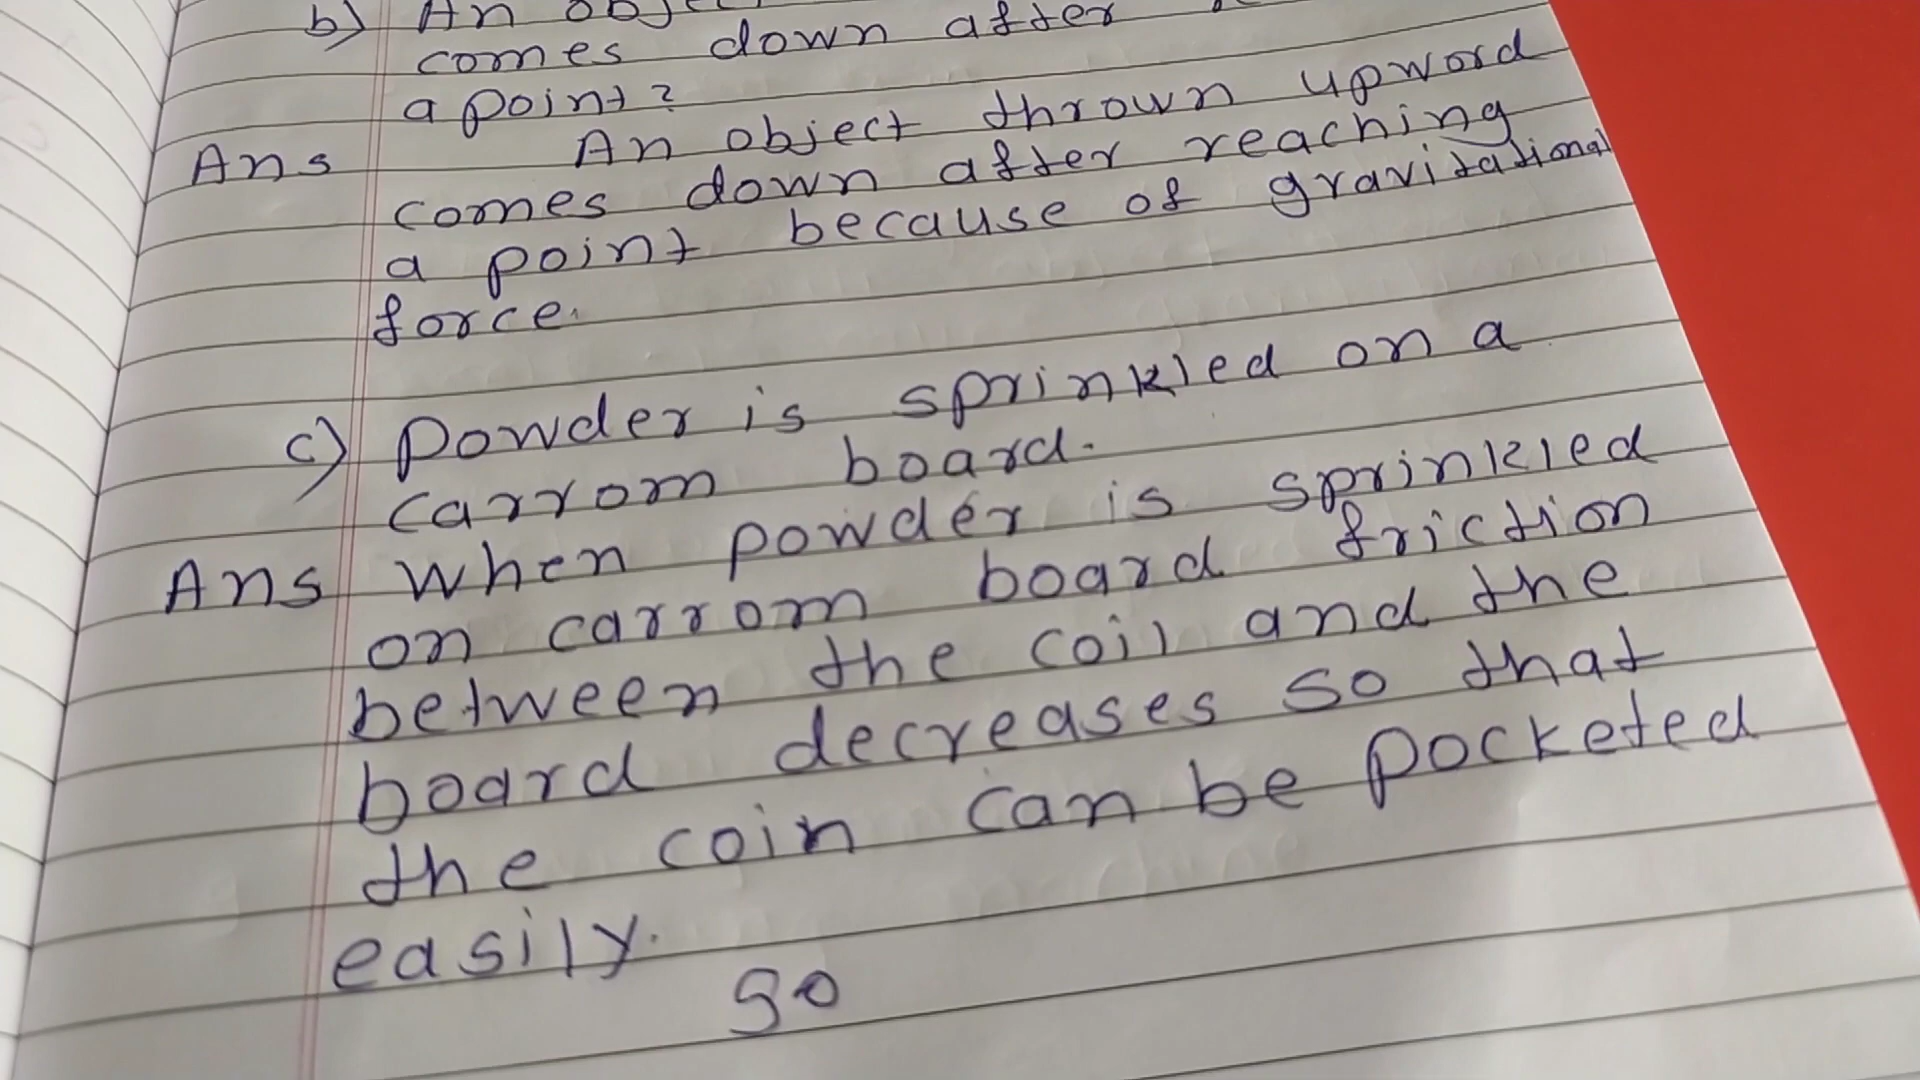 b) An
comes down after
a point?
Ans An object thrown upword
comes down after reaching
a point because of gravitational
force.
c) Powder is sprinkled on a
carrom board.
Ans When powder is sprinkled
on carrom board friction
between the coil and the
board decreases so that
the coin can be pocketed
easily.